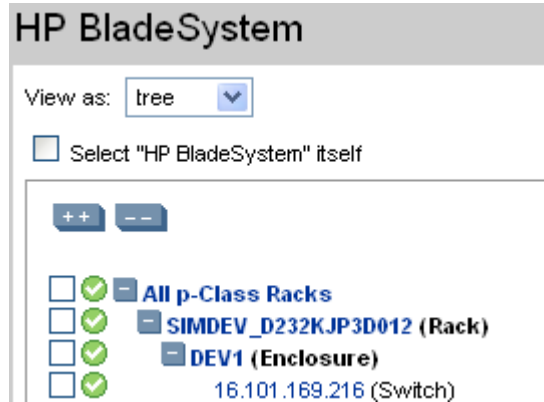 HP BladeSystem
View as: tree
Select "HP BladeSystem" itself
++ --
All p-Class Racks
SIMDEV_D232KJP3D012 (Rack)
DEV1 (Enclosure)
16.101.169.216 (Switch)